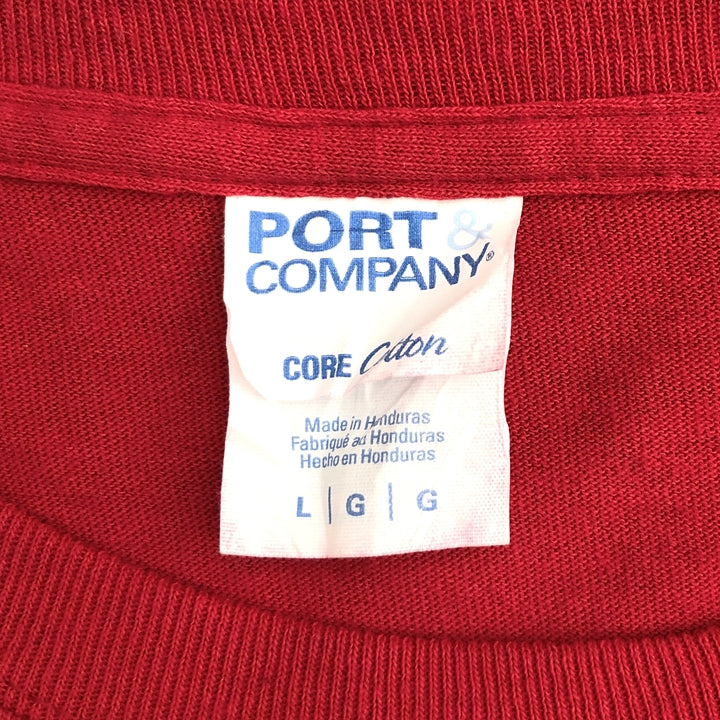 PORT &
COMPANY®
CORE Cotton
Made in Honduras
Fabriqué au Honduras
Hecho en Honduras
L | G | G